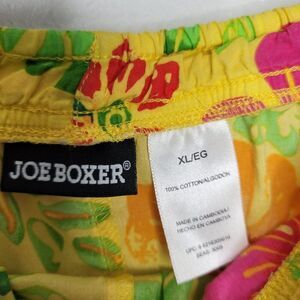 JOE BOXER®
XL/EG
100% COTTON/ALGODON
MADE IN CAMBODIA/
HECHO EN CAMBOYA